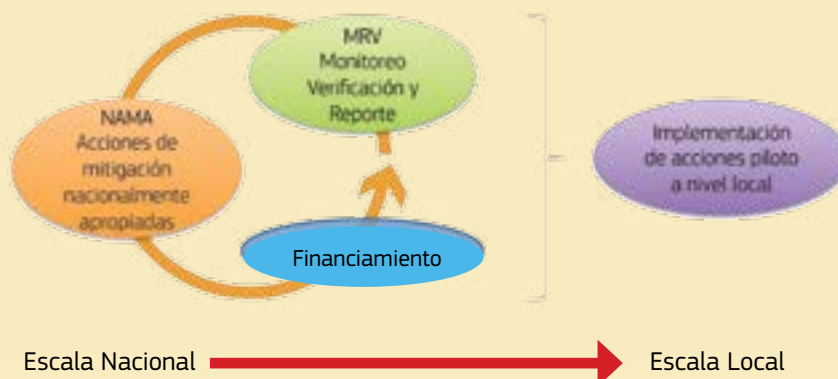 MRV
Monitoreo
Verificación y
Reporte
NAMA
Acciones de
mitigación
nacionalmente
apropiadas
Implementación
de acciones piloto
a nivel local
Financiamiento
Escala Nacional
Escala Local